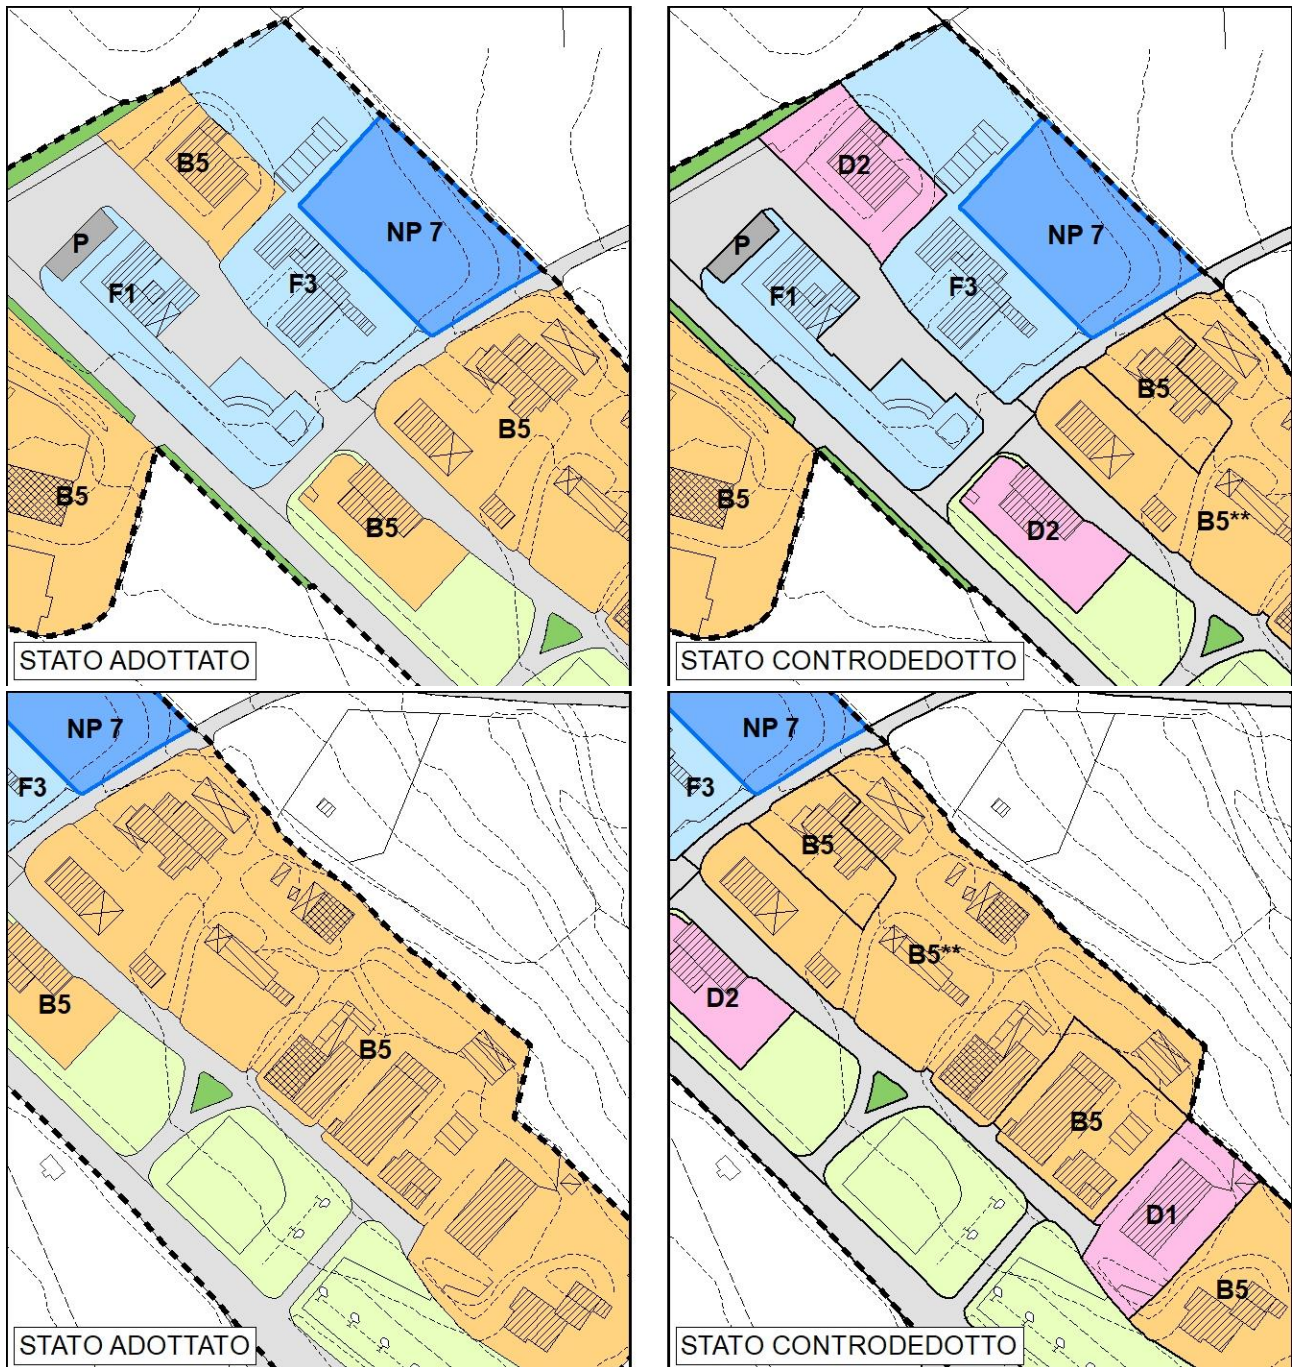 B5
NP 7
P
F1
F3
B5
B5
B5
STATO ADOTTATO
D2
NP 7
P
F1
F3
B5
B5
B5**
D2
STATO CONTRODEDOTTO
NP 7
F3
B5
B5
STATO ADOTTATO
NP 7
F3
B5
B5**
D2
B5
D1
B5
STATO CONTRODEDOTTO